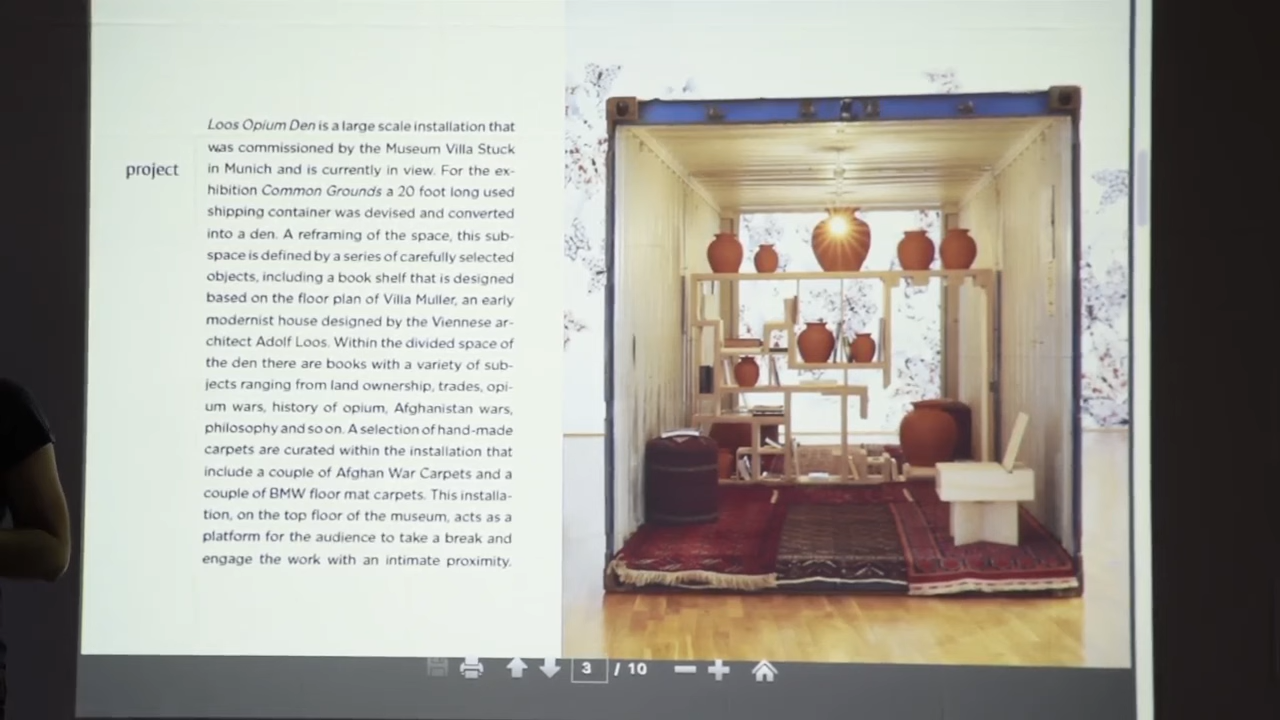 project
Loos Opium Den is a large scale installation that
was commissioned by the Museum Villa Stuck
in Munich and is currently in view. For the ex-
hibition Common Grounds a 20 foot long used
shipping container was devised and converted
into a den. A reframing of the space, this sub-
space is defined by a series of carefully selected
objects, including a book shelf that is designed
based on the floor plan of Villa Muller, an early
modernist house designed by the Viennese ar-
chitect Adolf Loos. Within the divided space of
the den there are books with a variety of sub-
jects ranging from land ownership, trades, opi-
um wars, history of opium, Afghanistan wars,
philosophy and so on. A selection of hand-made
carpets are curated within the installation that
include a couple of Afghan War Carpets and a
couple of BMW floor mat carpets. This installa-
tion, on the top floor of the museum, acts as a
platform for the audience to take a break and
engage the work with an intimate proximity.
3 / 10